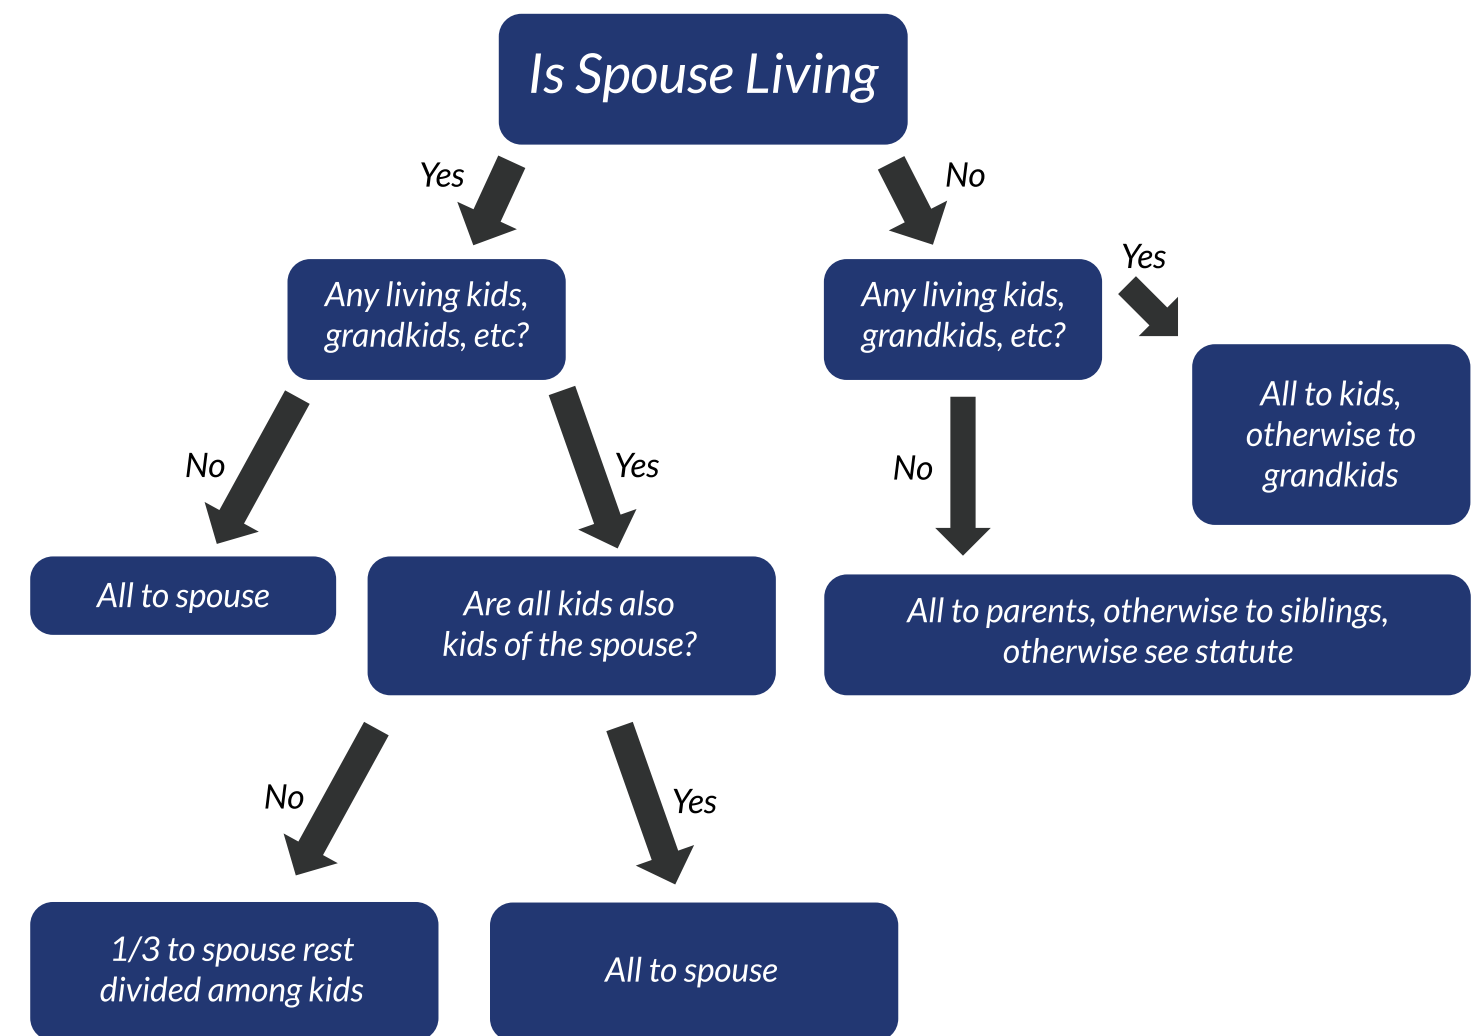 Is Spouse Living
Yes
No
Any living kids,
grandkids, etc?
Any living kids,
grandkids, etc?
Yes
All to kids,
otherwise to
grandkids
No
Yes
No
All to spouse
Are all kids also
kids of the spouse?
All to parents, otherwise to siblings,
otherwise see statute
No
Yes
1/3 to spouse rest
divided among kids
All to spouse